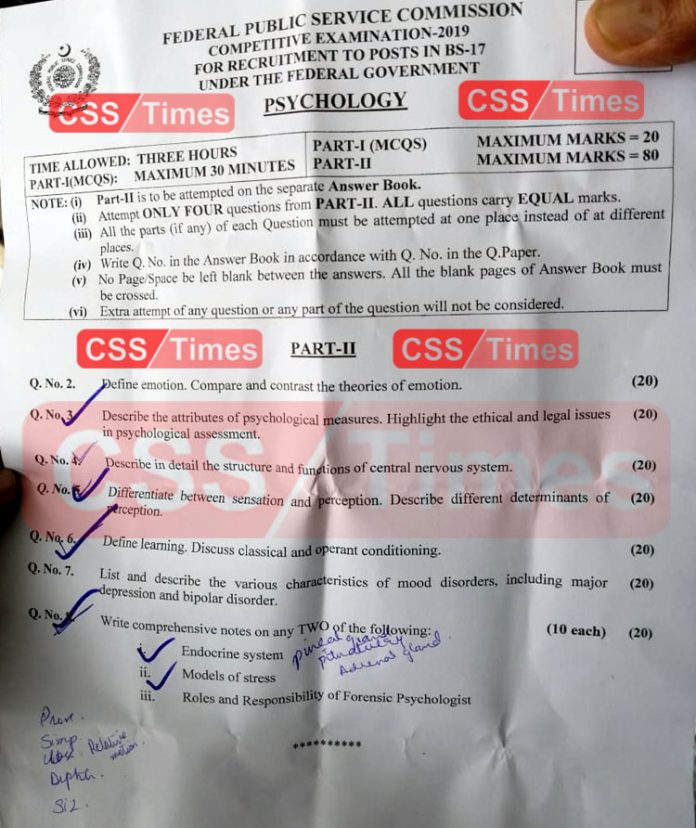 FEDERAL PUBLIC SERVICE COMMISSION
COMPETITIVE EXAMINATION-2019
FOR RECRUITMENT TO POSTS IN BS-17
UNDER THE FEDERAL GOVERNMENT
PSYCHOLOGY
CSS/Times
CSS/Times
TIME ALLOWED: THREE HOURS
PART-I(MCQS): MAXIMUM 30 MINUTES
PART-I (MCQS) MAXIMUM MARKS = 20
PART-II MAXIMUM MARKS = 80
NOTE: (i) Part-II is to be attempted on the separate Answer Book.
(ii) Attempt ONLY FOUR questions from PART-II. ALL questions carry EQUAL marks.
(iii) All the parts (if any) of each Question must be attempted at one place instead of at different
places.
(iv) Write Q. No. in the Answer Book in accordance with Q. No. in the Q.Paper.
(v) No Page/Space be left blank between the answers. All the blank pages of Answer Book must
be crossed.
(vi) Extra attempt of any question or any part of the question will not be considered.
CSS/Times
PART-II
CSS/Times
Q. No. 2. Define emotion. Compare and contrast the theories of emotion. (20)
Q. No. 3. Describe the attributes of psychological measures. Highlight the ethical and legal issues (20)
in psychological assessment.
CSS/Times
Q. No. 4. Describe in detail the structure and functions of central nervous system. (20)
Q. No. Differentiate between sensation and perception. Describe different determinants of (20)
perception.
Q. No. 6. Define learning. Discuss classical and operant conditioning. (20)
Q. No. 7. List and describe the various characteristics of mood disorders, including major (20)
depression and bipolar disorder.
Q. No. Write comprehensive notes on any TWO of the following: (10 each) (20)
i. Endocrine system
pineal gland
Adrenal gland
ii. Models of stress
iii. Roles and Responsibility of Forensic Psychologist
Prox.
Simp
Relative
motion.
Depth.
Siz.
**********